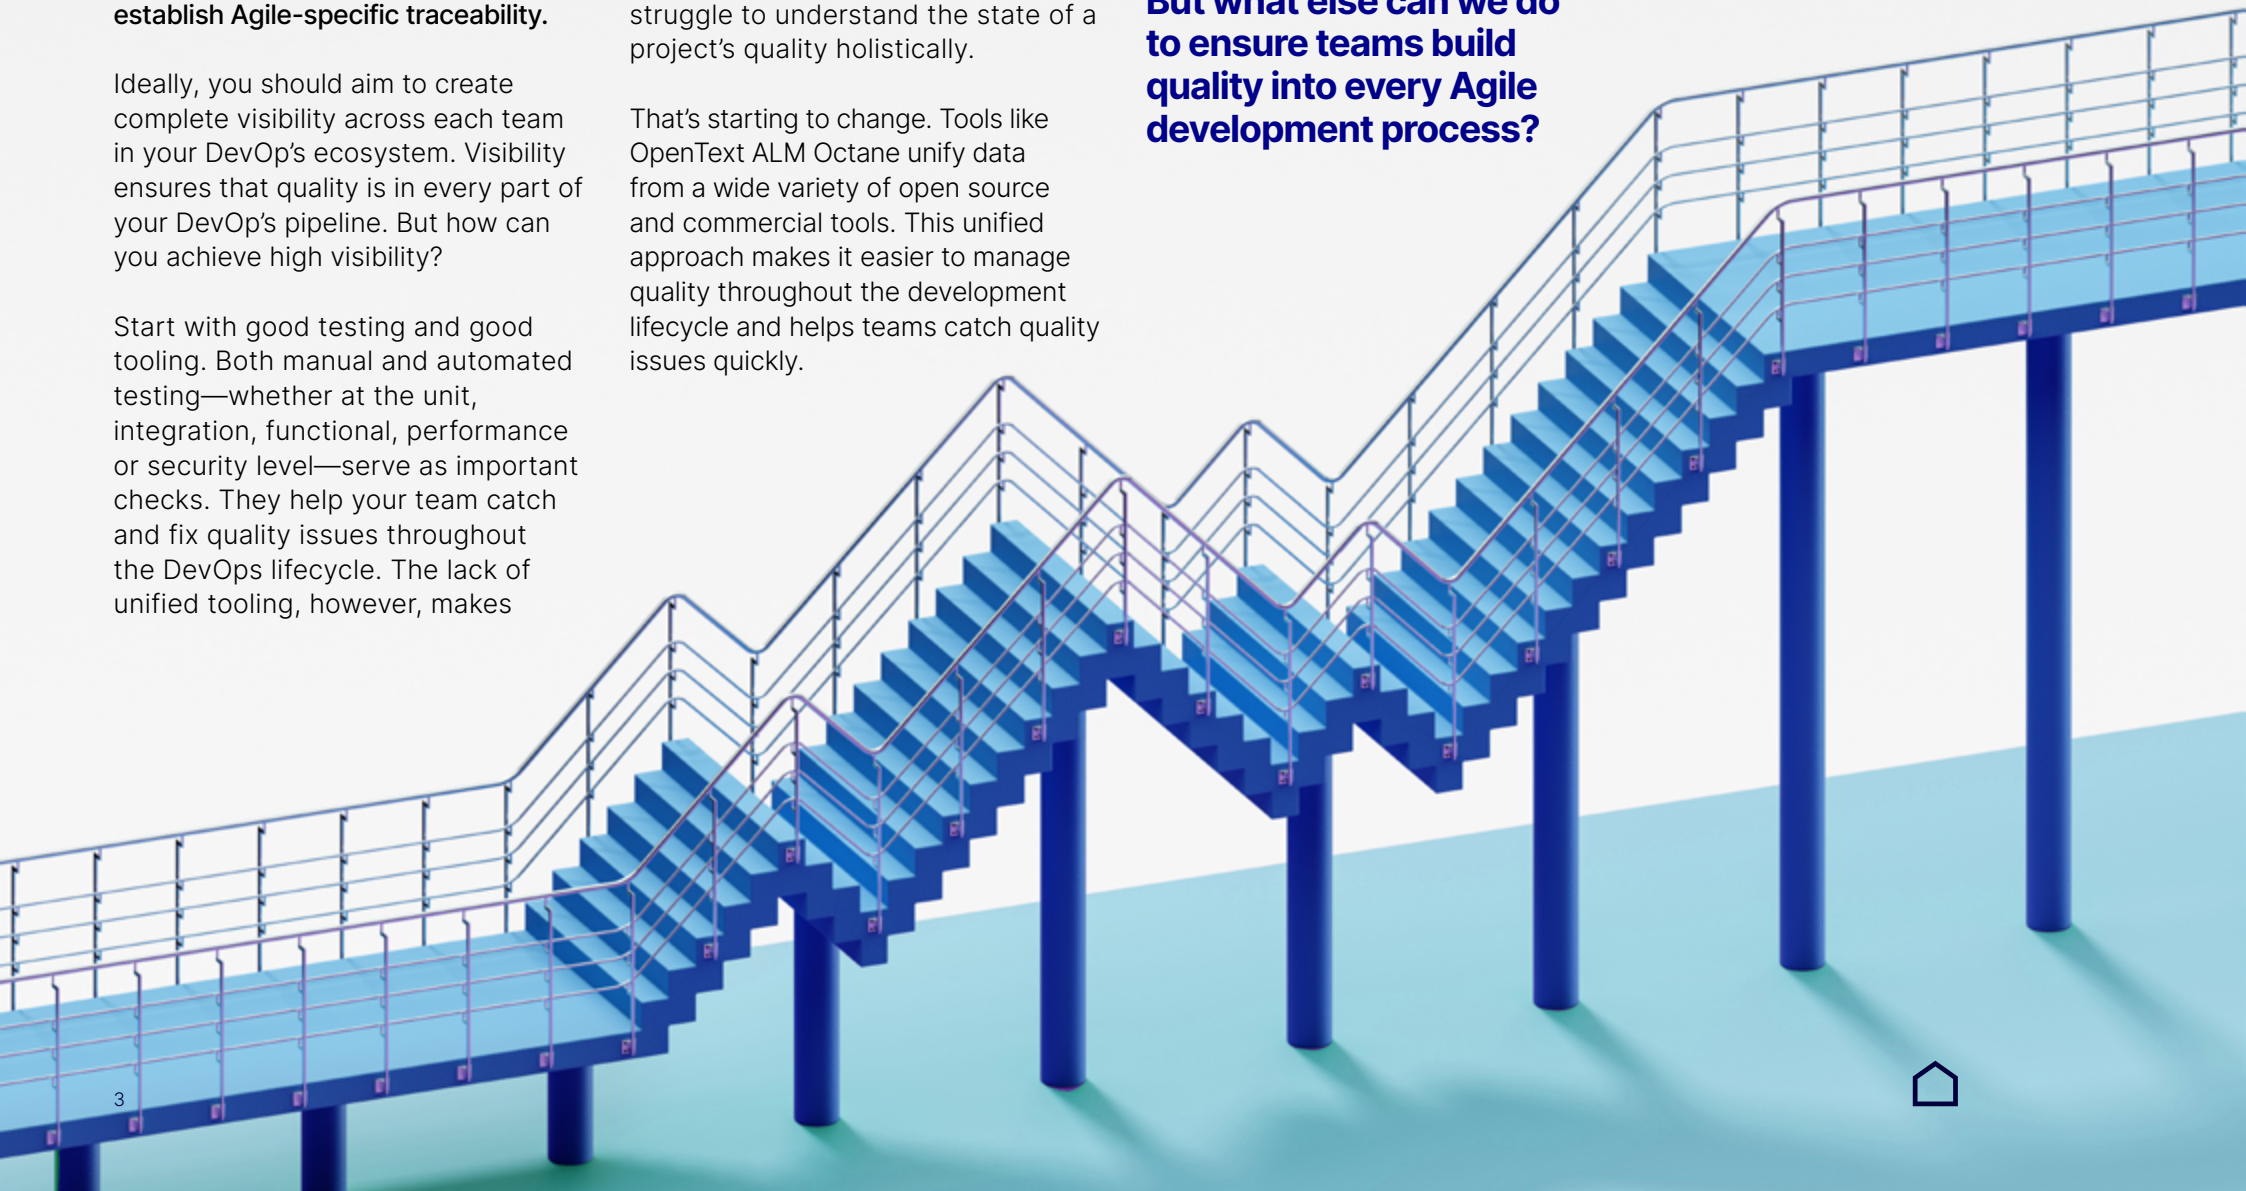 establish Agile-specific traceability.
Ideally, you should aim to create
complete visibility across each team
in your DevOp’s ecosystem. Visibility
ensures that quality is in every part of
your DevOp’s pipeline. But how can
you achieve high visibility?
Start with good testing and good
tooling. Both manual and automated
testing—whether at the unit,
integration, functional, performance
or security level—serve as important
checks. They help your team catch
and fix quality issues throughout
the DevOps lifecycle. The lack of
unified tooling, however, makes
struggle to understand the state of a
project’s quality holistically.
That’s starting to change. Tools like
OpenText ALM Octane unify data
from a wide variety of open source
and commercial tools. This unified
approach makes it easier to manage
quality throughout the development
lifecycle and helps teams catch quality
issues quickly.
But what else can we do
to ensure teams build
quality into every Agile
development process?
3